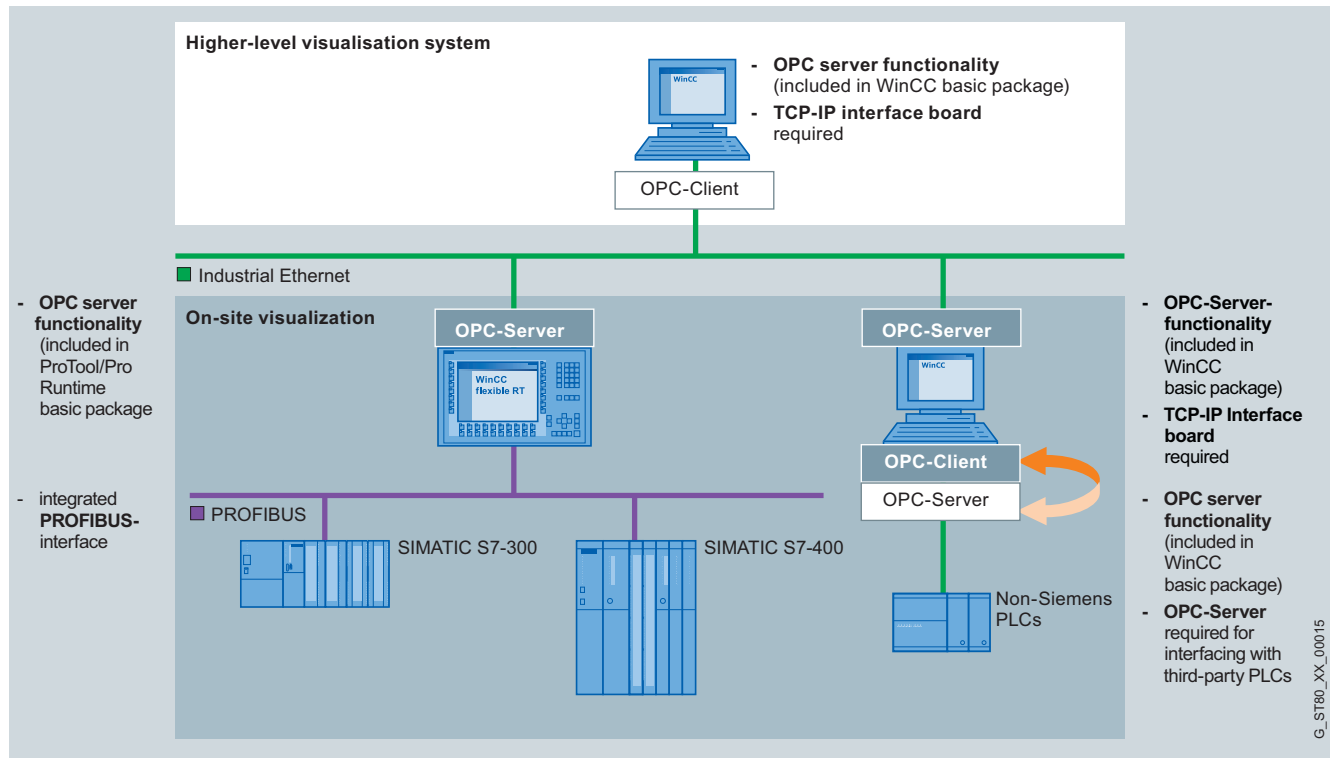 Higher-level visualisation system
WinCC
- OPC server functionality
(included in WinCC basic package)
- TCP-IP interface board
required
OPC-Client
Industrial Ethernet
- OPC server
functionality
(included in
ProTool/Pro
Runtime
basic package
- integrated
PROFIBUS-
interface
On-site visualization
OPC-Server
WinCC
flexible RT
PROFIBUS
SIMATIC S7-300
SIMATIC S7-400
OPC-Server
WinCC
OPC-Client
OPC-Server
Non-Siemens
PLCs
- OPC-Server-
functionality
(included in
WinCC
basic package)
- TCP-IP Interface
board
required
- OPC server
functionality
(included in
WinCC
basic package)
- OPC-Server
required for
interfacing with
third-party PLCs
G_ST80_XX_00015